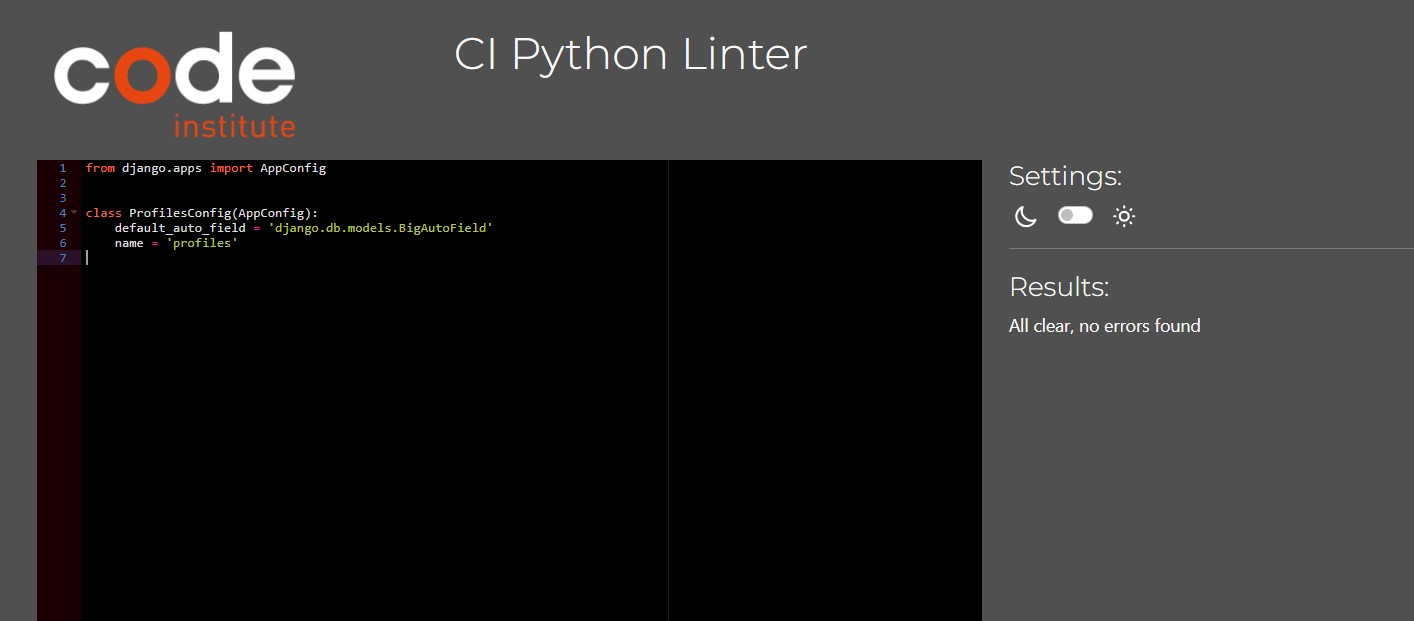 code
institute
CI Python Linter
1 from django.apps import AppConfig
2
3
4 class ProfilesConfig(AppConfig):
5     default_auto_field = 'django.db.models.BigAutoField'
6     name = 'profiles'
7
Settings:
Results:
All clear, no errors found